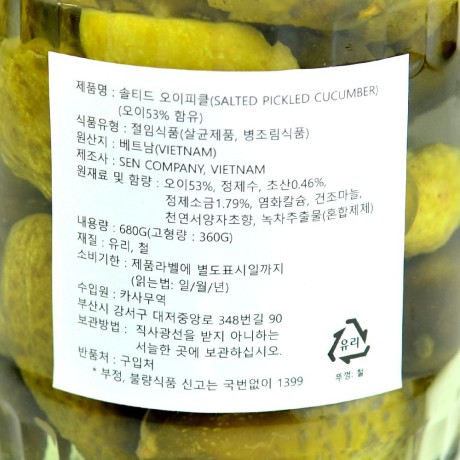 제품명 : 솔티드 오이피클(SALTED PICKLED CUCUMBER)
(오이53% 함유)
식품유형 : 절임식품(살균제품, 병조림식품)
원산지 : 베트남(VIETNAM)
제조사 : SEN COMPANY, VIETNAM
원재료 및 함량 : 오이53%, 정제수, 초산0.46%,
정제소금1.79%, 염화칼슘, 건조마늘,
천연서양자초향, 녹차추출물(혼합제제)
내용량 : 680G(고형량 : 360G)
재질 : 유리, 철
소비기한 : 제품라벨에 별도표시일까지
(읽는법: 일/월/년)
수입원 : 카사무역
부산시 강서구 대저중앙로 348번길 90
보관방법 : 직사광선을 받지 아니하는
서늘한 곳에 보관하십시오.
반품처 : 구입처
* 부정, 불량식품 신고는 국번없이 1399
유리
뚜껑: 철